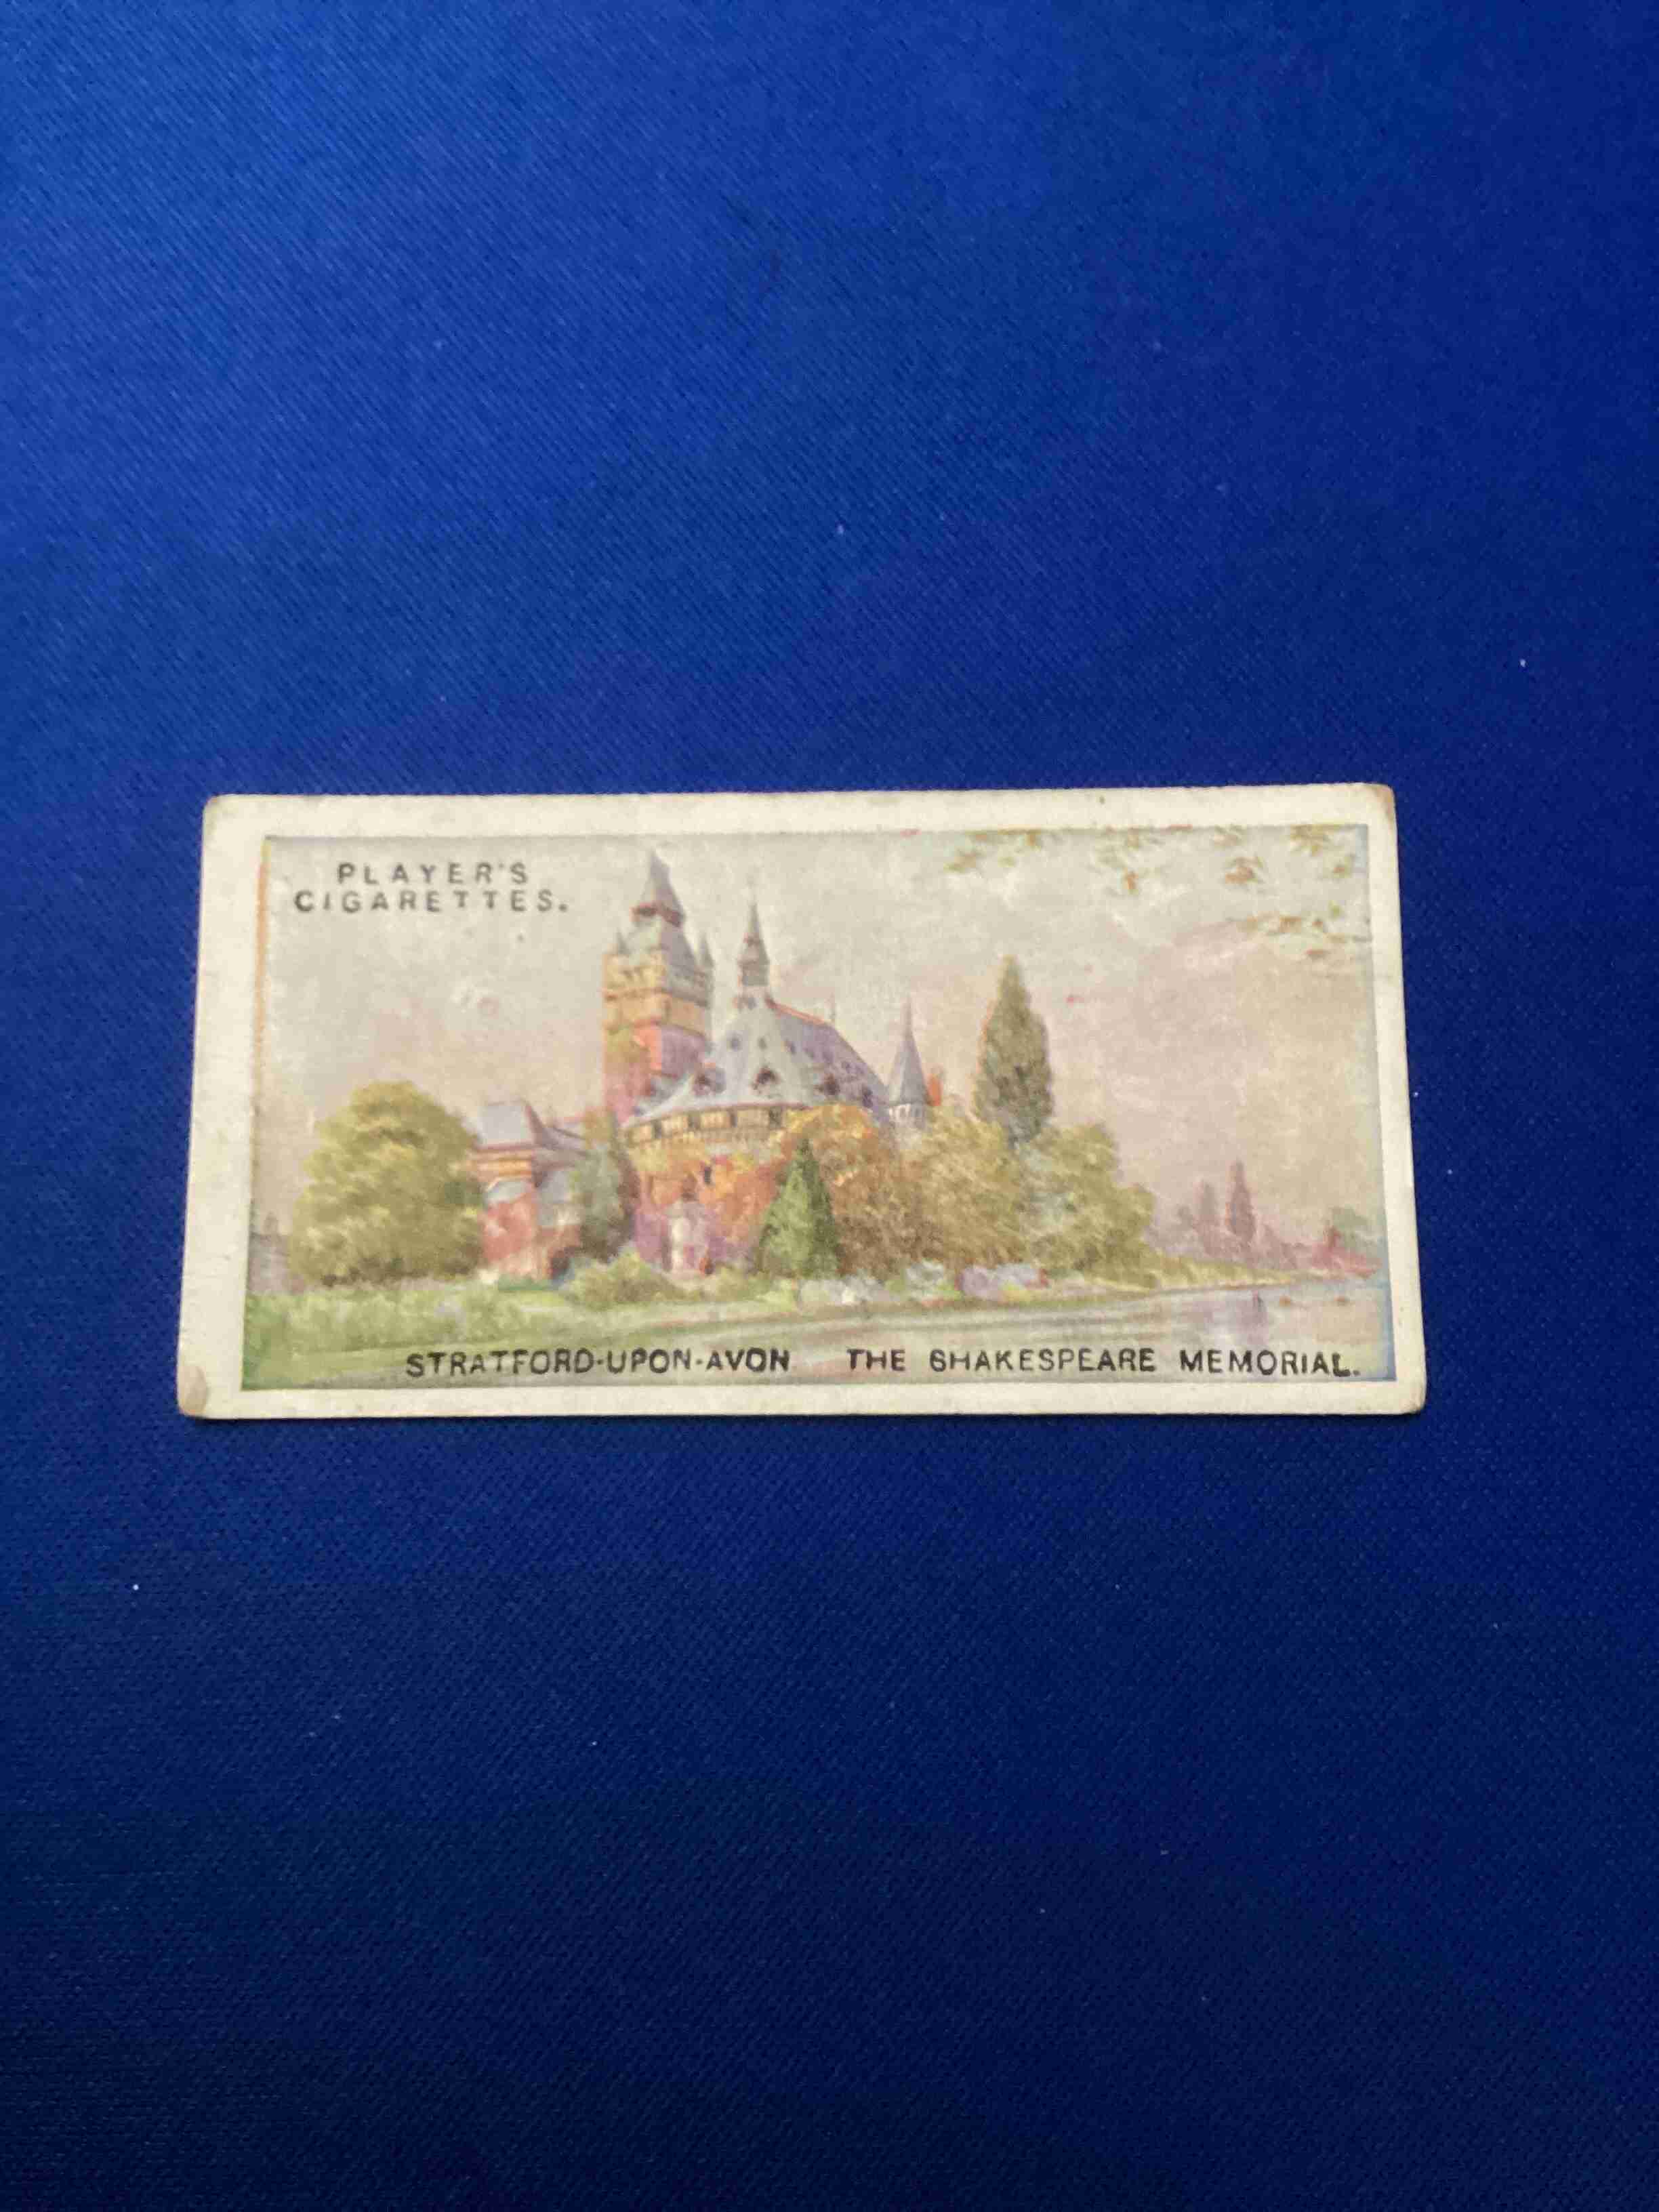 PLAYER'S
CIGARETTES.
STRATFORD-UPON-AVON THE SHAKESPEARE MEMORIAL.